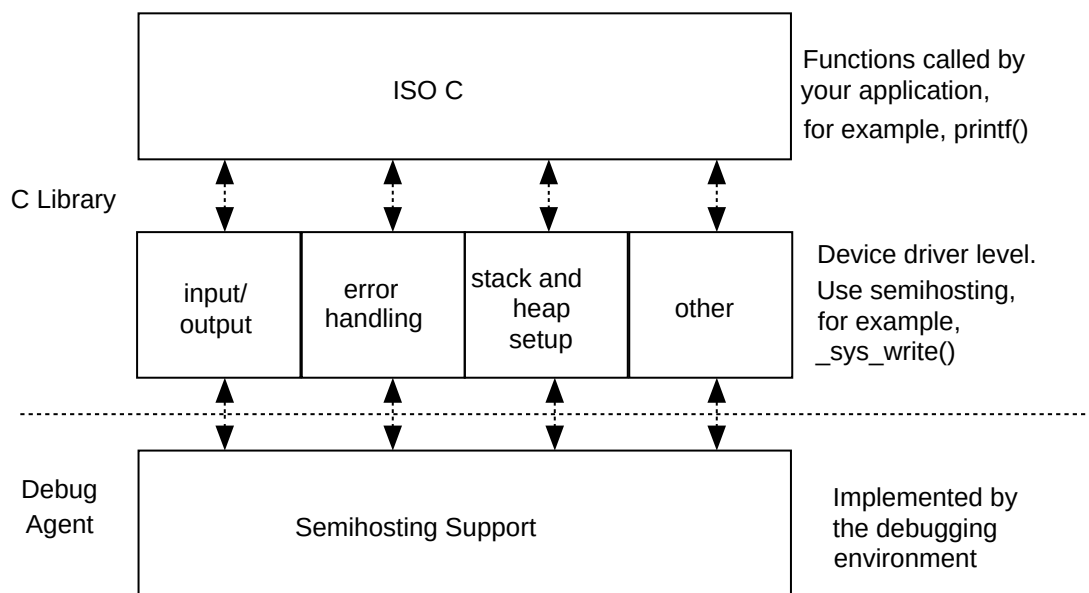 ISO C
Functions called by
your application,
for example, printf()
C Library
input/
output
error
handling
stack and
heap
setup
other
Device driver level.
Use semihosting,
for example,
_sys_write()
Debug
Agent
Semihosting Support
Implemented by
the debugging
environment